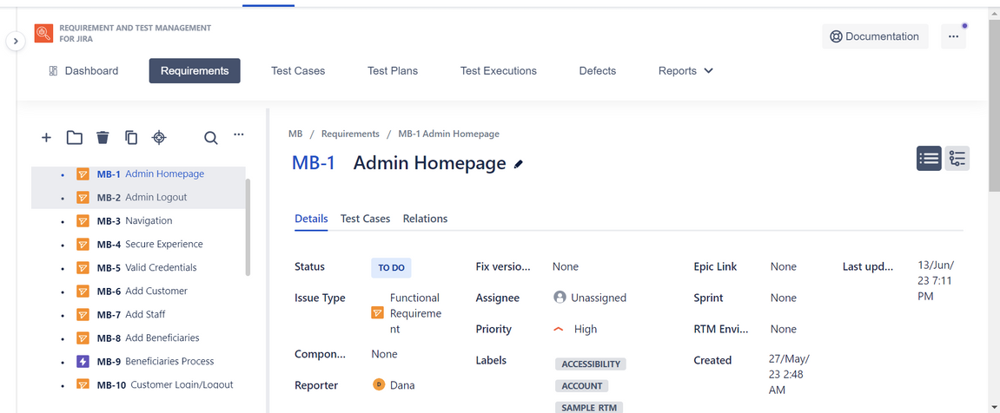 REQUIREMENT AND TEST MANAGEMENT
FOR JIRA
Documentation
Dashboard
Requirements
Test Cases
Test Plans
Test Executions
Defects
Reports
MB / Requirements / MB-1 Admin Homepage
MB-1 Admin Homepage
MB-1 Admin Homepage
MB-2 Admin Logout
MB-3 Navigation
MB-4 Secure Experience
MB-5 Valid Credentials
MB-6 Add Customer
MB-7 Add Staff
MB-8 Add Beneficiaries
MB-9 Beneficiaries Process
MB-10 Customer Login/Logout
Details
Test Cases
Relations
Status
TO DO
Issue Type
Functional
Requireme
nt
Compon...
None
Reporter
D
Dana
Fix versio...
None
Assignee
Unassigned
Priority
High
Labels
ACCESSIBILITY
ACCOUNT
SAMPLE RTM
Epic Link
None
Sprint
None
RTM Envi...
None
Created
27/May/
23 2:48
AM
Last upd...
13/Jun/
23 7:11
PM